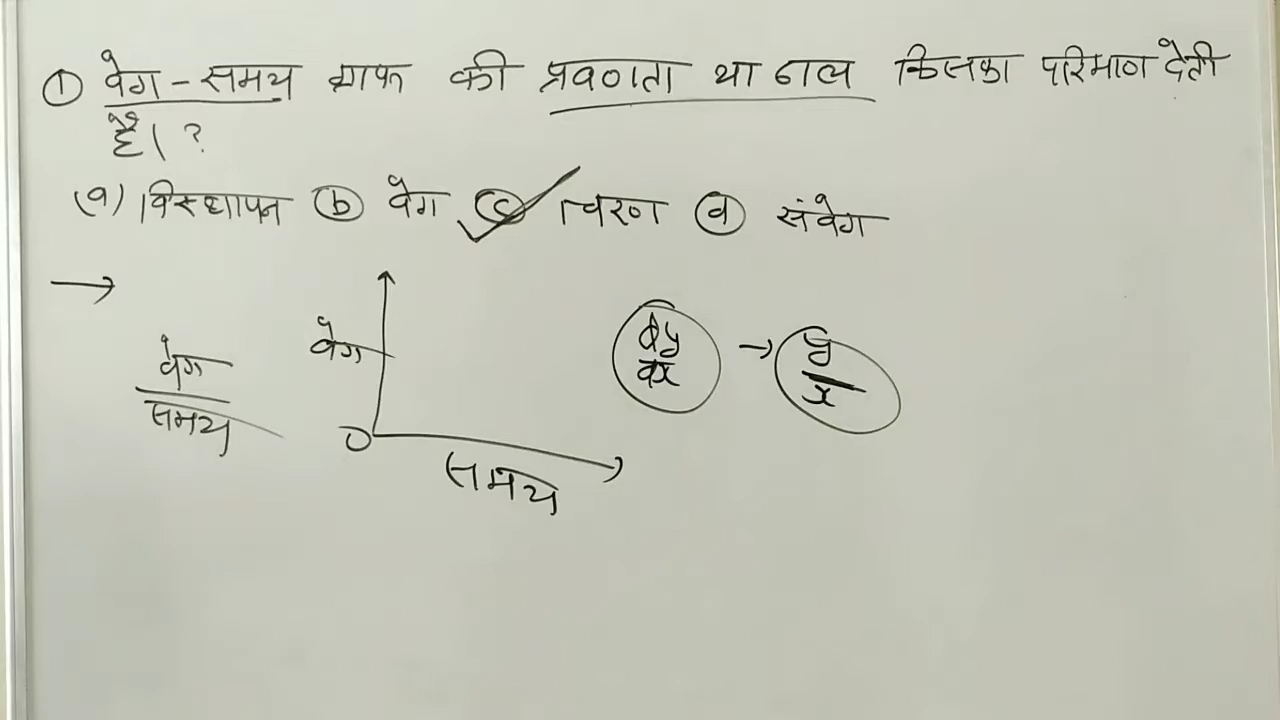 ① वेग - समय ग्राफ की प्रवणता या ढाल किसका परिमाण देती
है। ?
(a) विस्थापन (b) वेग (c) त्वरण (d) संवेग
→
वेग
समय
वेग
0
समय
dy
dx
→
y
x